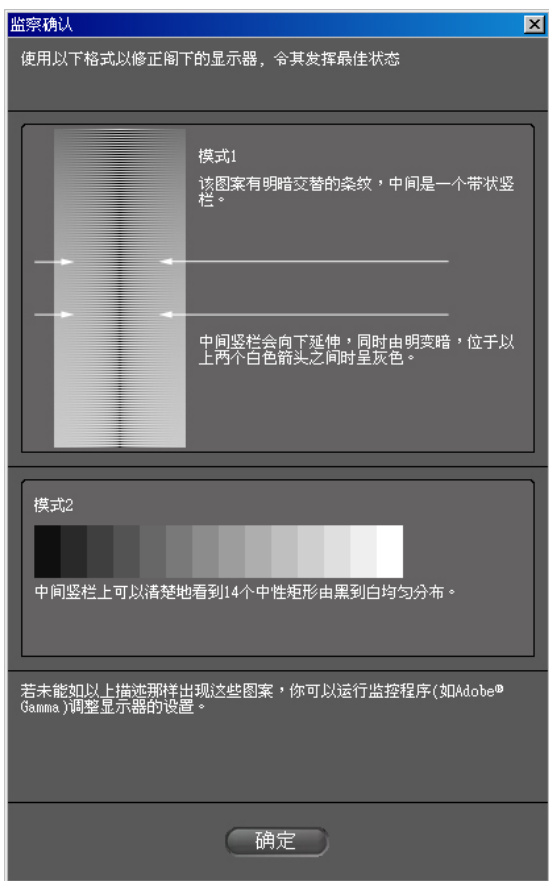 监察确认
使用以下格式以修正阁下的显示器, 令其发挥最佳状态
模式1
该图案有明暗交替的条纹，中间是一个带状竖
栏。
中间竖栏会向下延伸，同时由明变暗，位于以
上两个白色箭头之间时呈灰色。
模式2
中间竖栏上可以清楚地看到14个中性矩形由黑到白均匀分布。
若未能如以上描述那样出现这些图案，你可以运行监控程序(如Adobe®
Gamma)调整显示器的设置。
确定